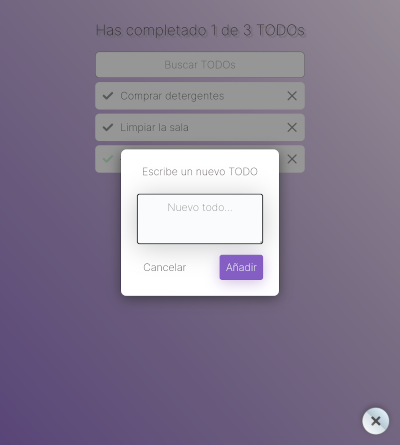 Has completado 1 de 3 TODOs
Buscar TODOs
Comprar detergentes
Limpiar la sala
Escribe un nuevo TODO
Nuevo todo...
Cancelar
Añadir